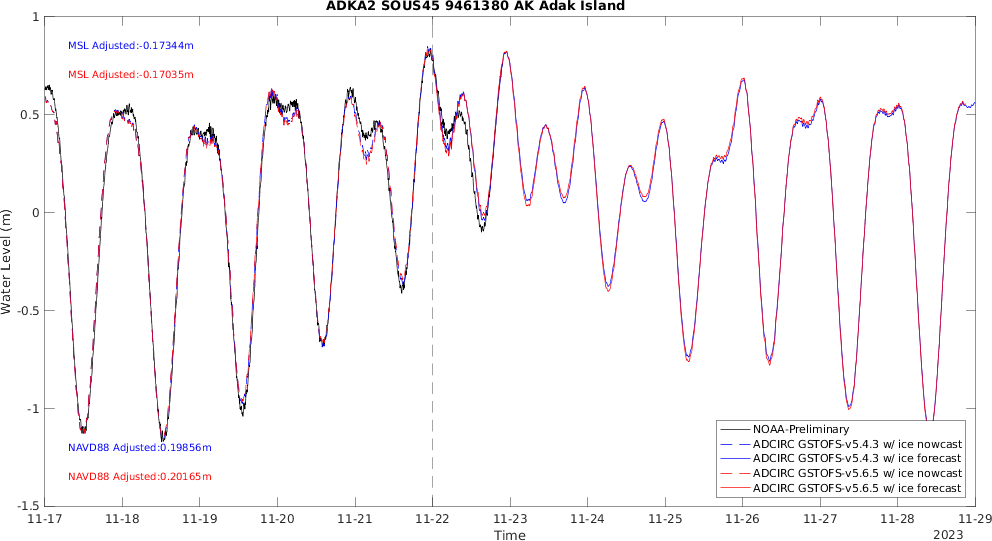 ADKA2 SOUS45 9461380 AK Adak Island
1
0.5
0
-0.5
-1
-1.5
Water Level (m)
MSL Adjusted:-0.17344m
MSL Adjusted:-0.17035m
NAVD88 Adjusted:0.19856m
NAVD88 Adjusted:0.20165m
NOAA-Preliminary
ADCIRC GSTOFS-v5.4.3 w/ ice nowcast
ADCIRC GSTOFS-v5.4.3 w/ ice forecast
ADCIRC GSTOFS-v5.6.5 w/ ice nowcast
ADCIRC GSTOFS-v5.6.5 w/ ice forecast
11-17 11-18 11-19 11-20 11-21 11-22 11-23 11-24 11-25 11-26 11-27 11-28 11-29
Time
2023